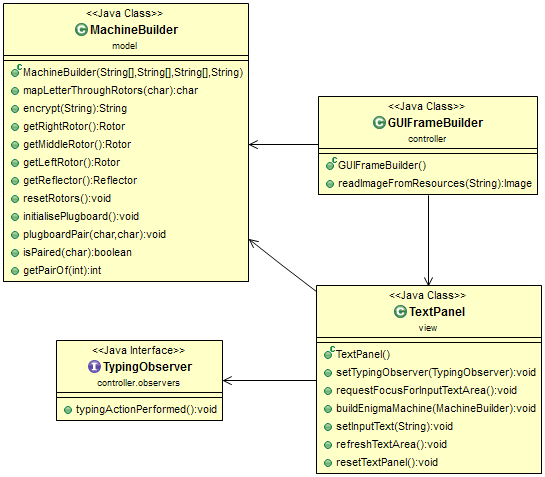 <<Java Class>>
MachineBuilder
model
MachineBuilder(String[],String[],String[],String)
mapLetterThroughRotors(char):char
encrypt(String):String
getRightRotor():Rotor
getMiddleRotor():Rotor
getLeftRotor():Rotor
getReflector():Reflector
resetRotors():void
initialisePlugboard():void
plugboardPair(char,char):void
isPaired(char):boolean
getPairOf(int):int
<<Java Class>>
GUIFrameBuilder
controller
GUIFrameBuilder()
readImageFromResources(String):Image
<<Java Class>>
TextPanel
view
TextPanel()
setTypingObserver(TypingObserver):void
requestFocusForInputTextArea():void
buildEnigmaMachine(MachineBuilder):void
setInputText(String):void
refreshTextArea():void
resetTextPanel():void
<<Java Interface>>
TypingObserver
controller.observers
typingActionPerformed():void